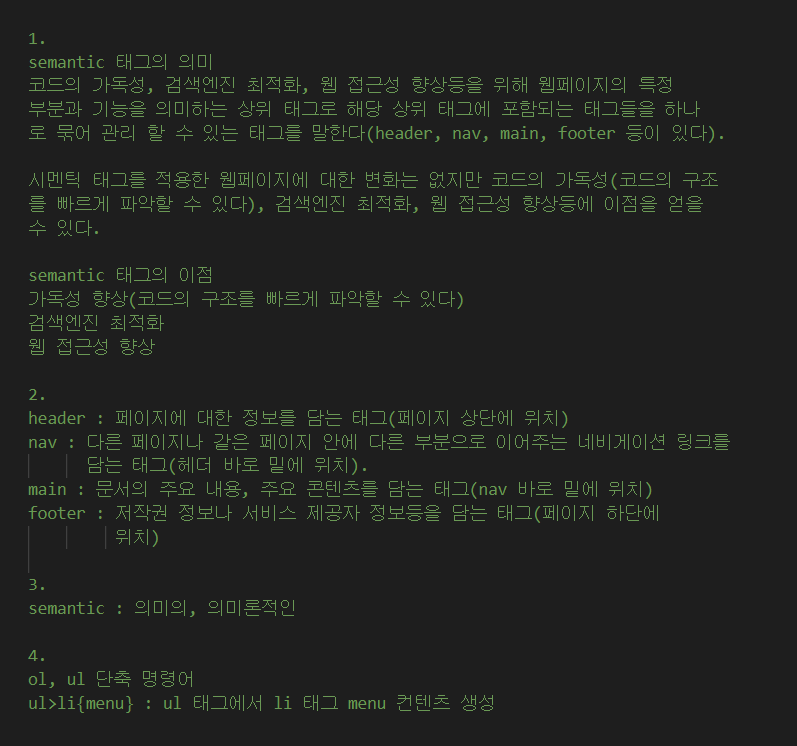 1.
semantic 태그의 의미
코드의 가독성, 검색엔진 최적화, 웹 접근성 향상등을 위해 웹페이지의 특정
부분과 기능을 의미하는 상위 태그로 해당 상위 태그에 포함되는 태그들을 하나
로 묶어 관리 할 수 있는 태그를 말한다(header, nav, main, footer 등이 있다).
시멘틱 태그를 적용한 웹페이지에 대한 변화는 없지만 코드의 가독성(코드의 구조
를 빠르게 파악할 수 있다), 검색엔진 최적화, 웹 접근성 향상등에 이점을 얻을
수 있다.
semantic 태그의 이점
가독성 향상(코드의 구조를 빠르게 파악할 수 있다)
검색엔진 최적화
웹 접근성 향상
2.
header : 페이지에 대한 정보를 담는 태그(페이지 상단에 위치)
nav : 다른 페이지나 같은 페이지 안에 다른 부분으로 이어주는 네비게이션 링크를
담는 태그(헤더 바로 밑에 위치).
main : 문서의 주요 내용, 주요 콘텐츠를 담는 태그(nav 바로 밑에 위치)
footer : 저작권 정보나 서비스 제공자 정보등을 담는 태그(페이지 하단에
위치)
3.
semantic : 의미의, 의미론적인
4.
ol, ul 단축 명령어
ul>li{menu} : ul 태그에서 li 태그 menu 컨텐츠 생성